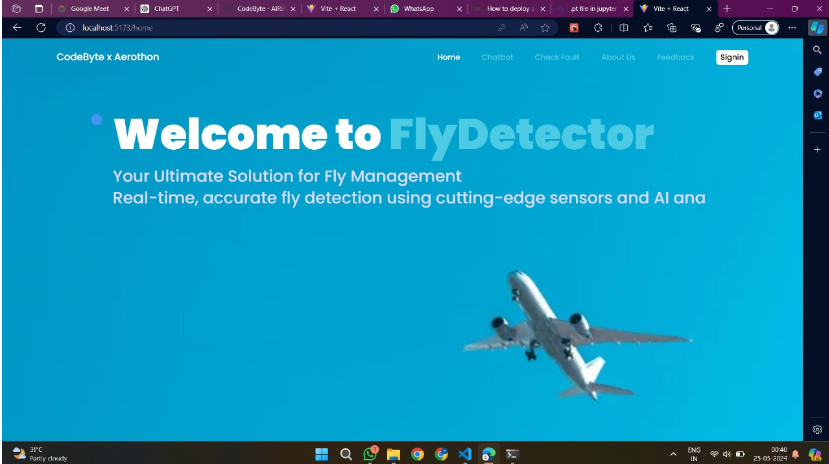 Google Meet
ChatGPT
CodeByte - AIRB
Vite + React
WhatsApp
How to deploy
.pt file in jupyter
Vite + React
localhost:5173/home
Personal
CodeByte x Aerothon
Home
Chatbot
Check Fault
About Us
Feedback
Signin
Welcome to FlyDetector
Your Ultimate Solution for Fly Management
Real-time, accurate fly detection using cutting-edge sensors and AI ana
31°C
Partly cloudy
ENG
IN
00:40
25-05-2024